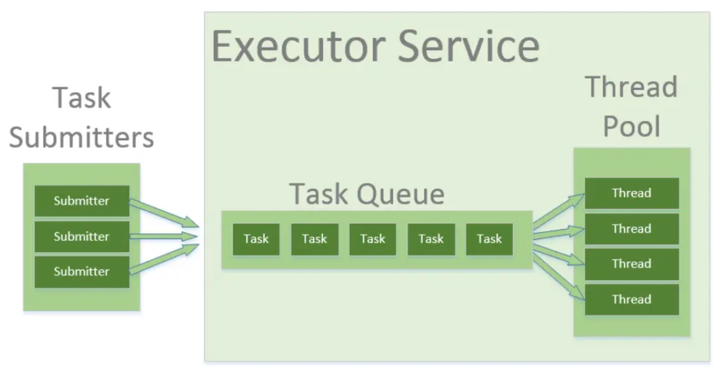 Executor Service
Task
Submitters
Submitter
Submitter
Submitter
Task Queue
Task Task Task Task Task
Thread
Pool
Thread
Thread
Thread
Thread